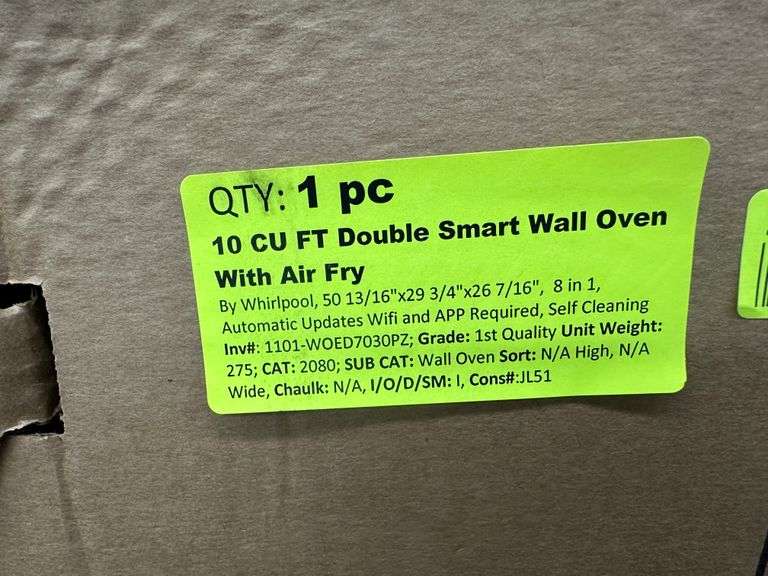 QTY: 1 pc
10 CU FT Double Smart Wall Oven
With Air Fry
By Whirlpool, 50 13/16"x29 3/4"x26 7/16", 8 in 1,
Automatic Updates Wifi and APP Required, Self Cleaning
Inv#: 1101-WOED7030PZ; Grade: 1st Quality Unit Weight:
275; CAT: 2080; SUB CAT: Wall Oven Sort: N/A High, N/A
Wide, Chaulk: N/A, I/O/D/SM: I, Cons#:JL51